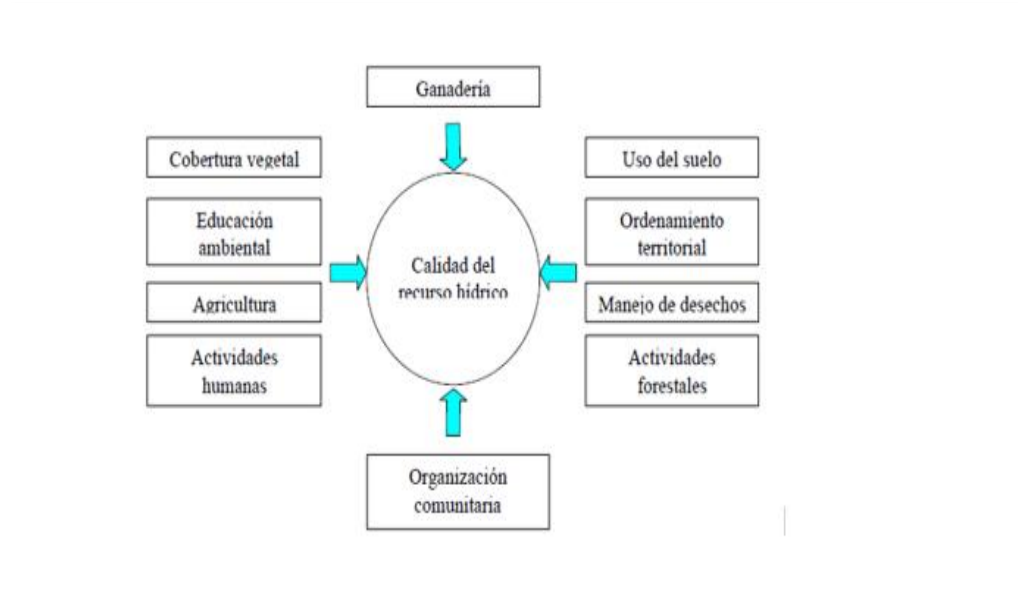 Ganadería
Cobertura vegetal
Educación
ambiental
Agricultura
Actividades
humanas
Calidad del
recurso hídrico
Uso del suelo
Ordenamiento
territorial
Manejo de desechos
Actividades
forestales
Organización
comunitaria